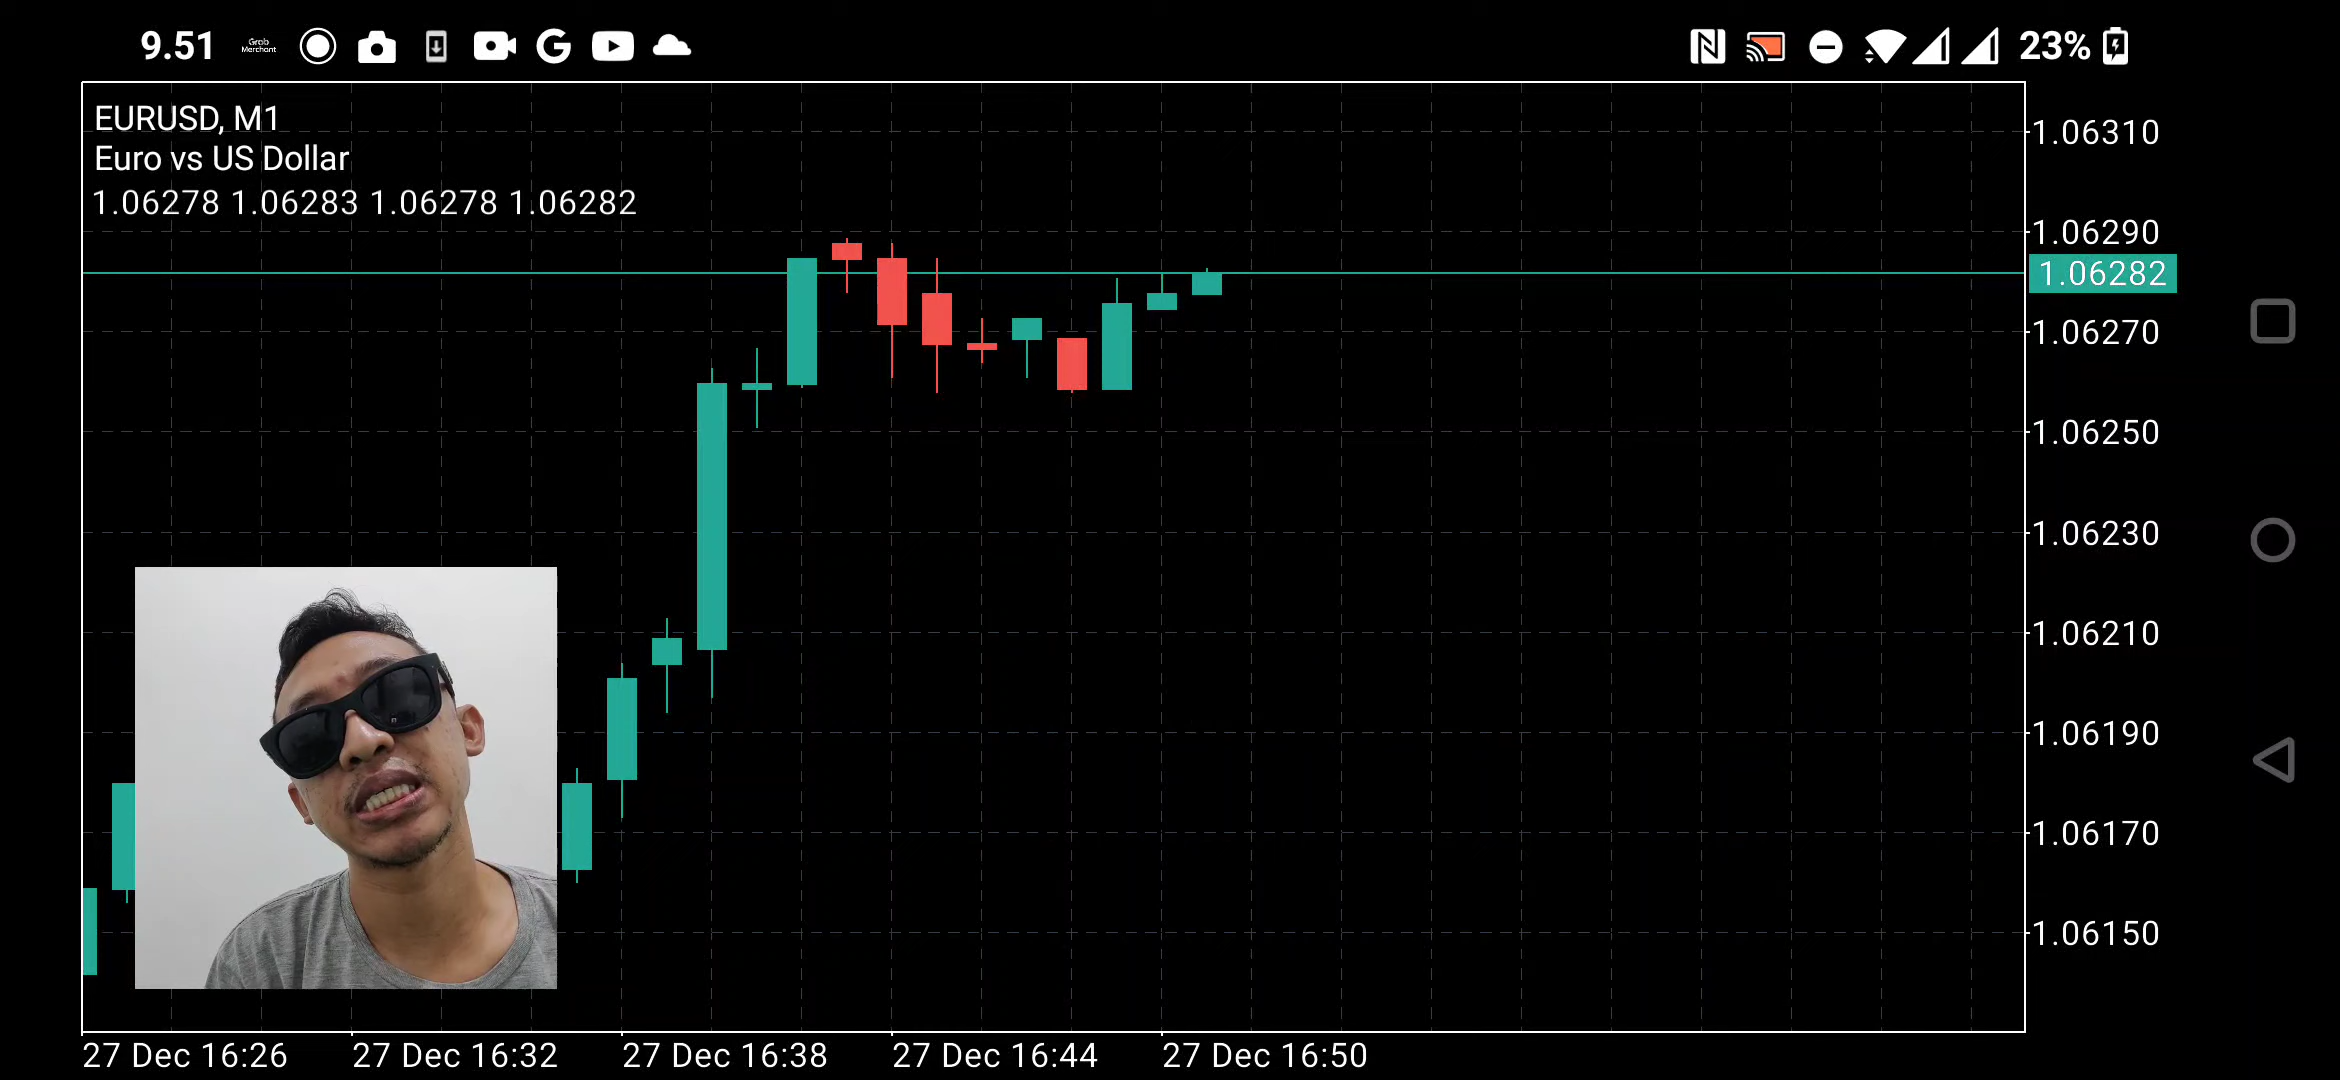 9.51 Grab Merchant 23%
EURUSD, M1
Euro vs US Dollar
1.06278 1.06283 1.06278 1.06282
1.06310
1.06290
1.06282
1.06270
1.06250
1.06230
1.06210
1.06190
1.06170
1.06150
27 Dec 16:26 27 Dec 16:32 27 Dec 16:38 27 Dec 16:44 27 Dec 16:50